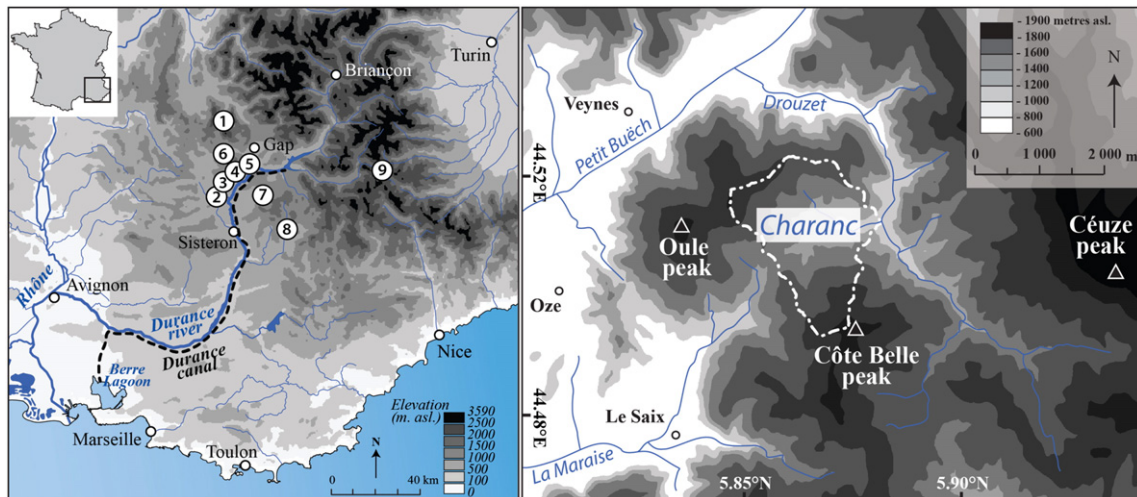 Turin
Briançon
1
6
Gap
5
4
3
2
7
9
8
Sisteron
Rhône
Avignon
Durance
river
Durance
canal
Berre
Lagoon
Nice
Marseille
Toulon
Elevation
(m. asl.)
3590
2500
2000
1500
1000
500
100
0
N
0 40 km
- 1900 metres asl.
- 1800
- 1600
- 1400
- 1200
- 1000
- 800
- 600
N
0 1 000 2 000 m
Veynes
Drouzet
Petit Buëch
44.52°E
Charanc
Oule
peak
Céuze
peak
Oze
Côte Belle
peak
44.48°E
Le Saix
La Maraise
5.85°N
5.90°N